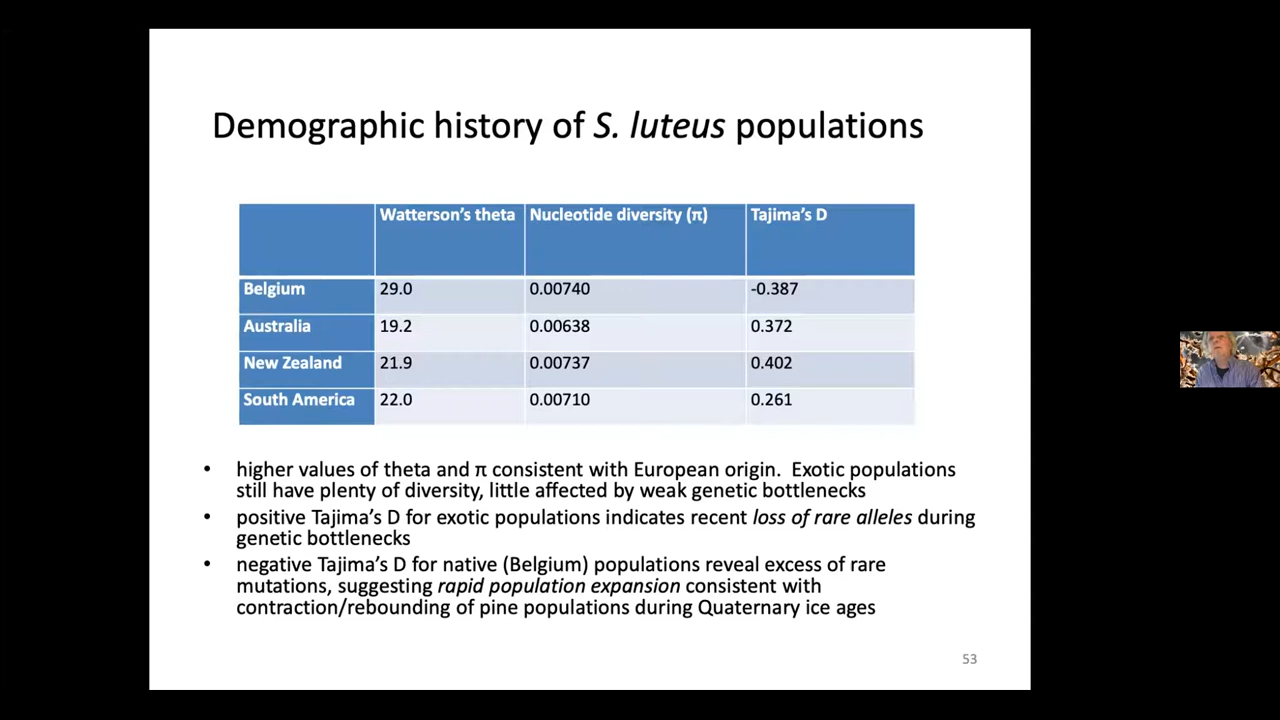 Demographic history of S. luteus populations
Watterson's theta Nucleotide diversity (π) Tajima's D
Belgium 29.0 0.00740 -0.387
Australia 19.2 0.00638 0.372
New Zealand 21.9 0.00737 0.402
South America 22.0 0.00710 0.261
• higher values of theta and π consistent with European origin.  Exotic populations
still have plenty of diversity, little affected by weak genetic bottlenecks
• positive Tajima's D for exotic populations indicates recent loss of rare alleles during
genetic bottlenecks
• negative Tajima's D for native (Belgium) populations reveal excess of rare
mutations, suggesting rapid population expansion consistent with
contraction/rebounding of pine populations during Quaternary ice ages
53